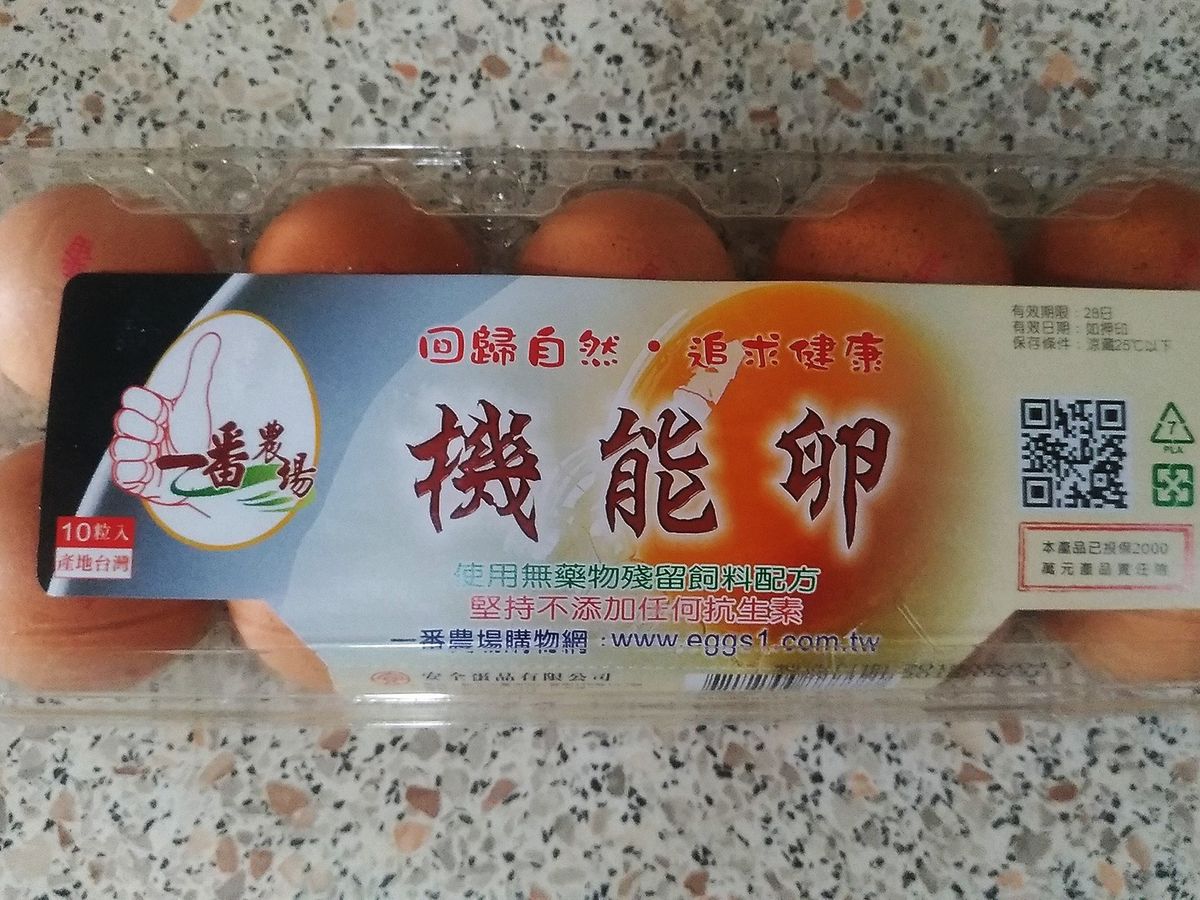 回歸自然・追求健康
機能卵
一番農場
10粒入
產地台灣
有效期限：28日
有效日期：如押印
保存條件：涼藏25℃以下
7
PLA
本產品已投保2000
萬元產品責任險
使用無藥物殘留飼料配方
堅持不添加任何抗生素
一番農場購物網：www.eggs1.com.tw